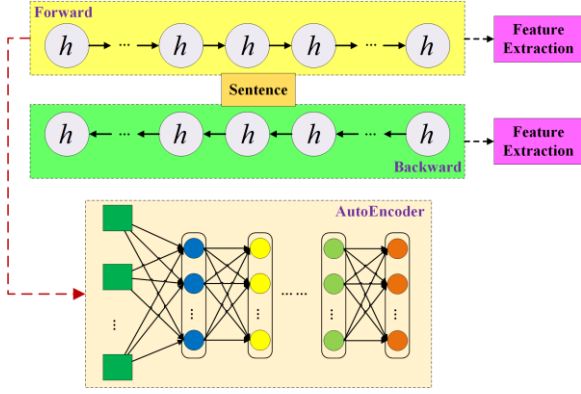 Forward
h ... h h h ... h
Feature
Extraction
Sentence
h ... h h h ... h
Feature
Extraction
Backward
AutoEncoder
... ...
...
... ... ... ...